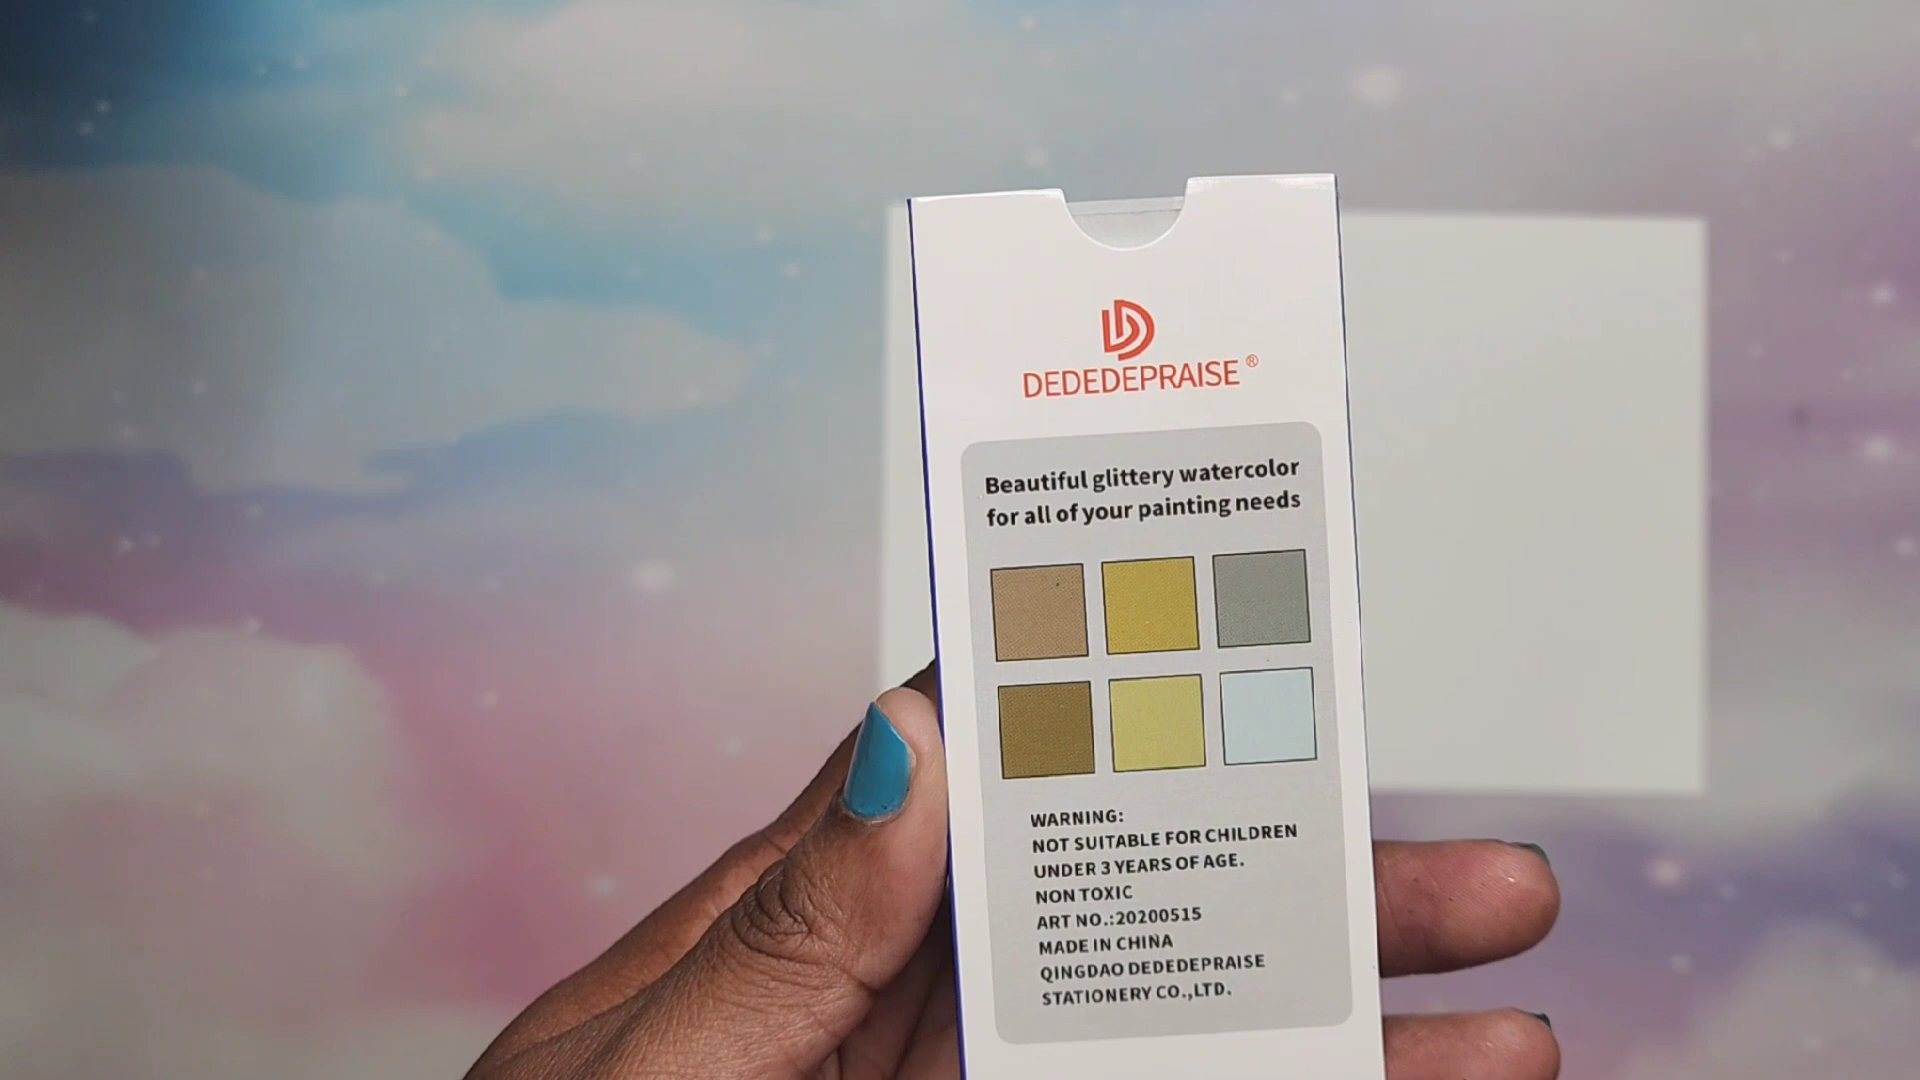 DEDEDEPRAISE ®
Beautiful glittery watercolor
for all of your painting needs
WARNING:
NOT SUITABLE FOR CHILDREN
UNDER 3 YEARS OF AGE.
NON TOXIC
ART NO.:20200515
MADE IN CHINA
QINGDAO DEDEDEPRAISE
STATIONERY CO.,LTD.